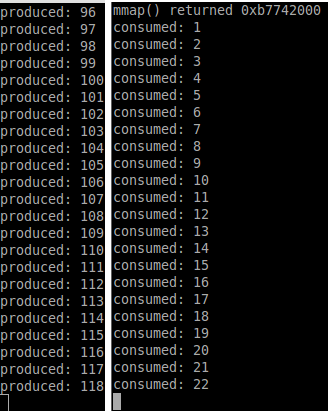 produced: 96
produced: 97
produced: 98
produced: 99
produced: 100
produced: 101
produced: 102
produced: 103
produced: 104
produced: 105
produced: 106
produced: 107
produced: 108
produced: 109
produced: 110
produced: 111
produced: 112
produced: 113
produced: 114
produced: 115
produced: 116
produced: 117
produced: 118
mmap() returned 0xb7742000
consumed: 1
consumed: 2
consumed: 3
consumed: 4
consumed: 5
consumed: 6
consumed: 7
consumed: 8
consumed: 9
consumed: 10
consumed: 11
consumed: 12
consumed: 13
consumed: 14
consumed: 15
consumed: 16
consumed: 17
consumed: 18
consumed: 19
consumed: 20
consumed: 21
consumed: 22